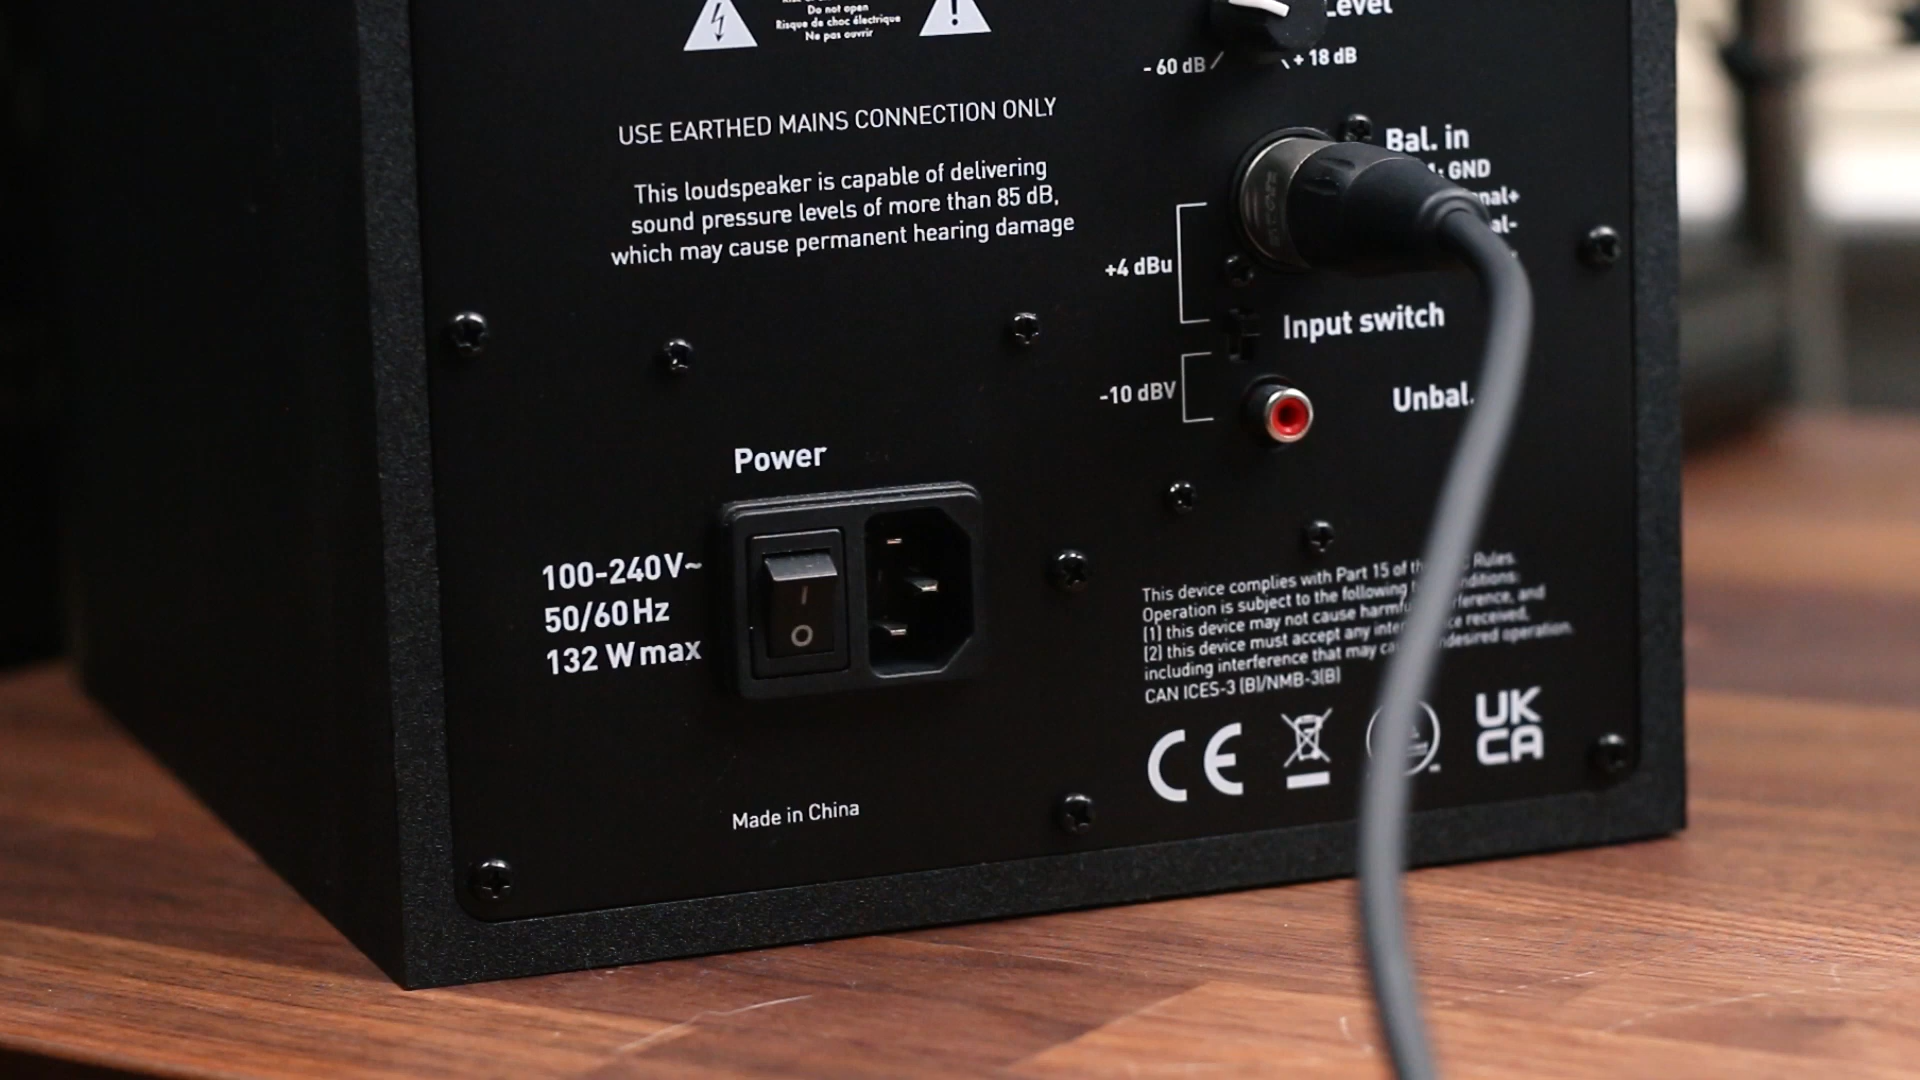 Do not open
Risque de choc électrique
Ne pas ouvrir
Level
- 60 dB
+ 18 dB
USE EARTHED MAINS CONNECTION ONLY
This loudspeaker is capable of delivering
sound pressure levels of more than 85 dB,
which may cause permanent hearing damage
Bal. in
GND
+4 dBu
Input switch
-10 dBV
Unbal.
Power
100-240V~
50/60Hz
132 W max
I
O
This device complies with Part 15 of Rules.
Operation is subject to the following
(1) this device may not cause and
(2) this device must accept any received,
including interference that may operation.
CAN ICES-3 (B)/NMB-3(B)
CE
UK
CA
Made in China